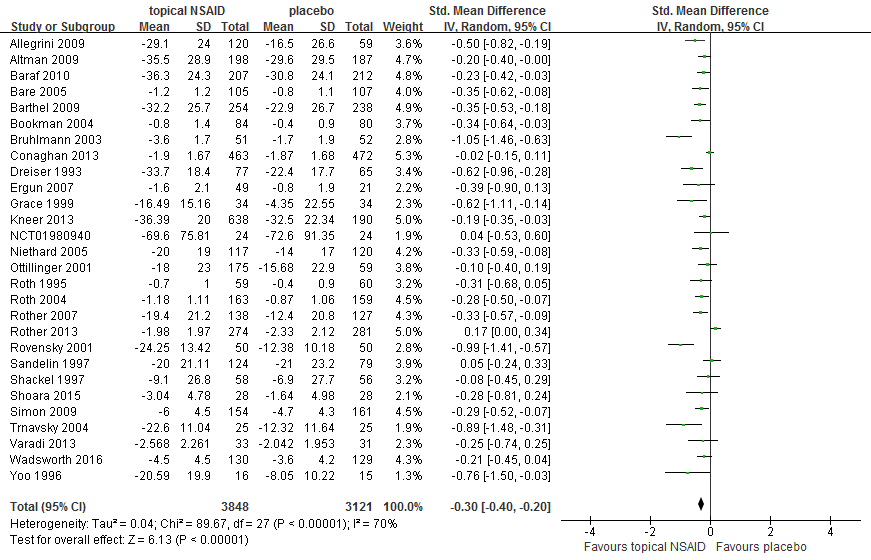 topical NSAID placebo Std. Mean Difference Std. Mean Difference
Study or Subgroup Mean SD Total Mean SD Total Weight IV, Random, 95% CI IV, Random, 95% CI
Allegrini 2009 -29.1 24 120 -16.5 26.6 59 3.6% -0.50 [-0.82, -0.19]
Altman 2009 -35.5 28.9 198 -29.6 29.5 187 4.7% -0.20 [-0.40, -0.00]
Baraf 2010 -36.3 24.3 207 -30.8 24.1 212 4.8% -0.23 [-0.42, -0.03]
Bare 2005 -1.2 1.2 105 -0.8 1.1 107 4.1% -0.35 [-0.62, -0.08]
Barthel 2009 -32.2 25.7 254 -22.9 26.7 238 4.9% -0.35 [-0.53, -0.18]
Bookman 2004 -0.8 1.4 84 -0.4 0.9 80 3.7% -0.34 [-0.64, -0.03]
Bruhlmann 2003 -3.6 1.7 51 -1.7 1.9 52 2.8% -1.05 [-1.46, -0.63]
Conaghan 2013 -1.9 1.67 463 -1.87 1.68 472 5.3% -0.02 [-0.15, 0.11]
Dreiser 1993 -33.7 18.4 77 -22.4 17.7 65 3.4% -0.62 [-0.96, -0.28]
Ergun 2007 -1.6 2.1 49 -0.8 1.9 21 2.2% -0.39 [-0.90, 0.13]
Grace 1999 -16.49 15.16 34 -4.35 22.55 34 2.4% -0.62 [-1.11, -0.14]
Kneer 2013 -36.39 20 638 -32.5 22.34 190 5.0% -0.19 [-0.35, -0.03]
NCT01980940 -69.6 75.81 24 -72.6 91.35 24 1.9% 0.04 [-0.53, 0.60]
Niethard 2005 -20 19 117 -14 17 120 4.2% -0.33 [-0.59, -0.08]
Ottillinger 2001 -18 23 175 -15.68 22.9 59 3.8% -0.10 [-0.40, 0.19]
Roth 1995 -0.7 1 59 -0.4 0.9 60 3.3% -0.31 [-0.68, 0.05]
Roth 2004 -1.18 1.11 163 -0.87 1.06 159 4.5% -0.28 [-0.50, -0.07]
Rother 2007 -19.4 21.2 138 -12.4 20.8 127 4.3% -0.33 [-0.57, -0.09]
Rother 2013 -1.98 1.97 274 -2.33 2.12 281 5.0% 0.17 [0.00, 0.34]
Rovensky 2001 -24.25 13.42 50 -12.38 10.18 50 2.8% -0.99 [-1.41, -0.57]
Sandelin 1997 -20 21.11 124 -21 23.2 79 3.9% 0.05 [-0.24, 0.33]
Shackel 1997 -9.1 26.8 58 -6.9 27.7 56 3.2% -0.08 [-0.45, 0.29]
Shoara 2015 -3.04 4.78 28 -1.64 4.98 28 2.1% -0.28 [-0.81, 0.24]
Simon 2009 -6 4.5 154 -4.7 4.3 161 4.5% -0.29 [-0.52, -0.07]
Trnavsky 2004 -22.6 11.04 25 -12.32 11.64 25 1.8% -0.89 [-1.48, -0.31]
Varadi 2013 -2.568 2.261 33 -2.042 1.953 31 2.3% -0.25 [-0.74, 0.25]
Wadsworth 2016 -4.5 4.5 130 -3.6 4.2 129 4.3% -0.21 [-0.45, 0.04]
Yoo 1996 -20.59 19.9 16 -8.05 10.22 15 1.3% -0.76 [-1.50, -0.03]
Total (95% CI) 3848 3121 100.0% -0.30 [-0.40, -0.20]
Heterogeneity: Tau² = 0.04; Chi² = 89.67, df = 27 (P < 0.00001); I² = 70%
Test for overall effect: Z = 6.13 (P < 0.00001)
-4 -2 0 2 4
Favours topical NSAID Favours placebo